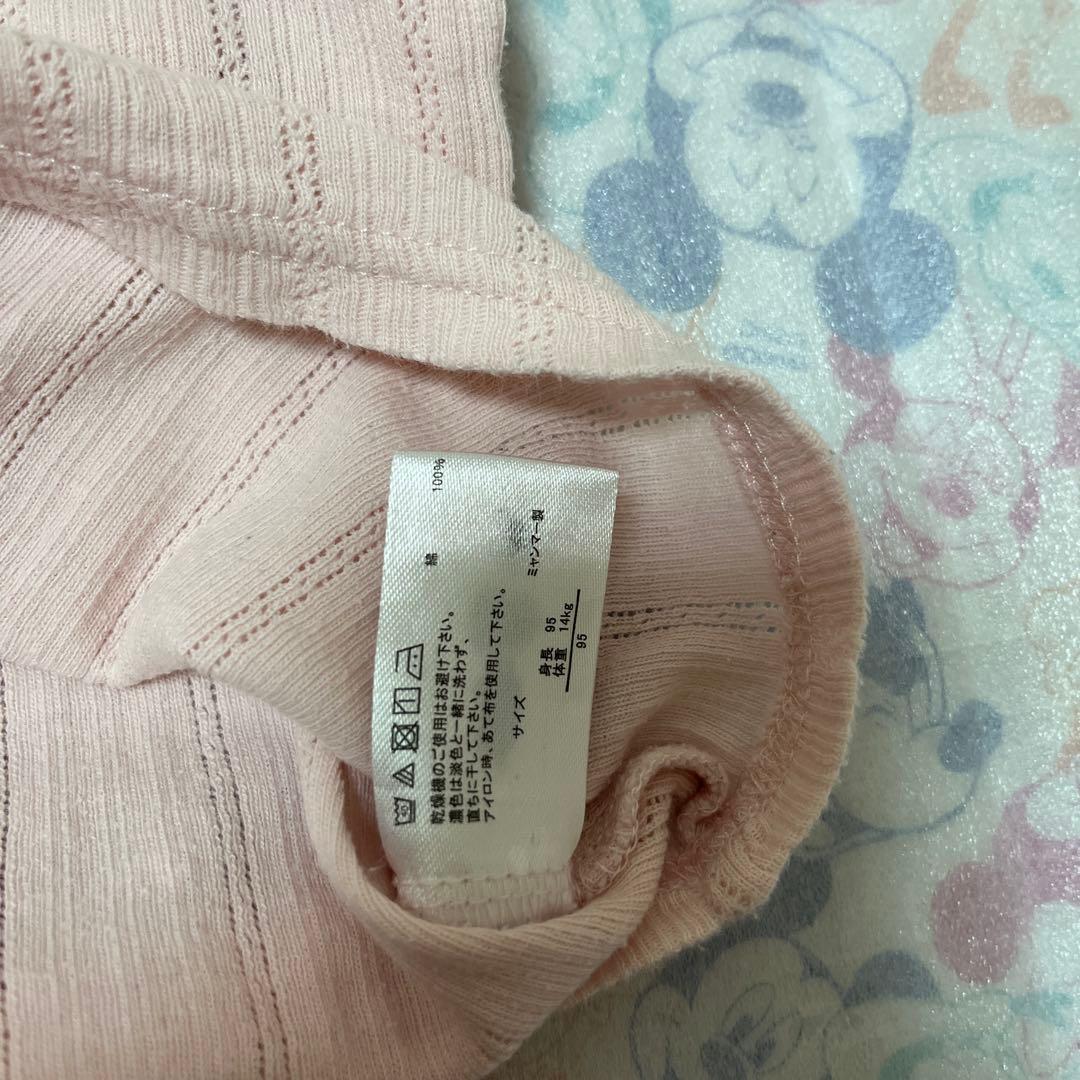 綿 100%
40
乾燥機のご使用はお避け下さい。
濃色は淡色と一緒に洗わず、
直ちに干して下さい。
アイロン時、あて布を使用して下さい。
サイズ
ミャンマー製
身長 95
体重 14kg
95